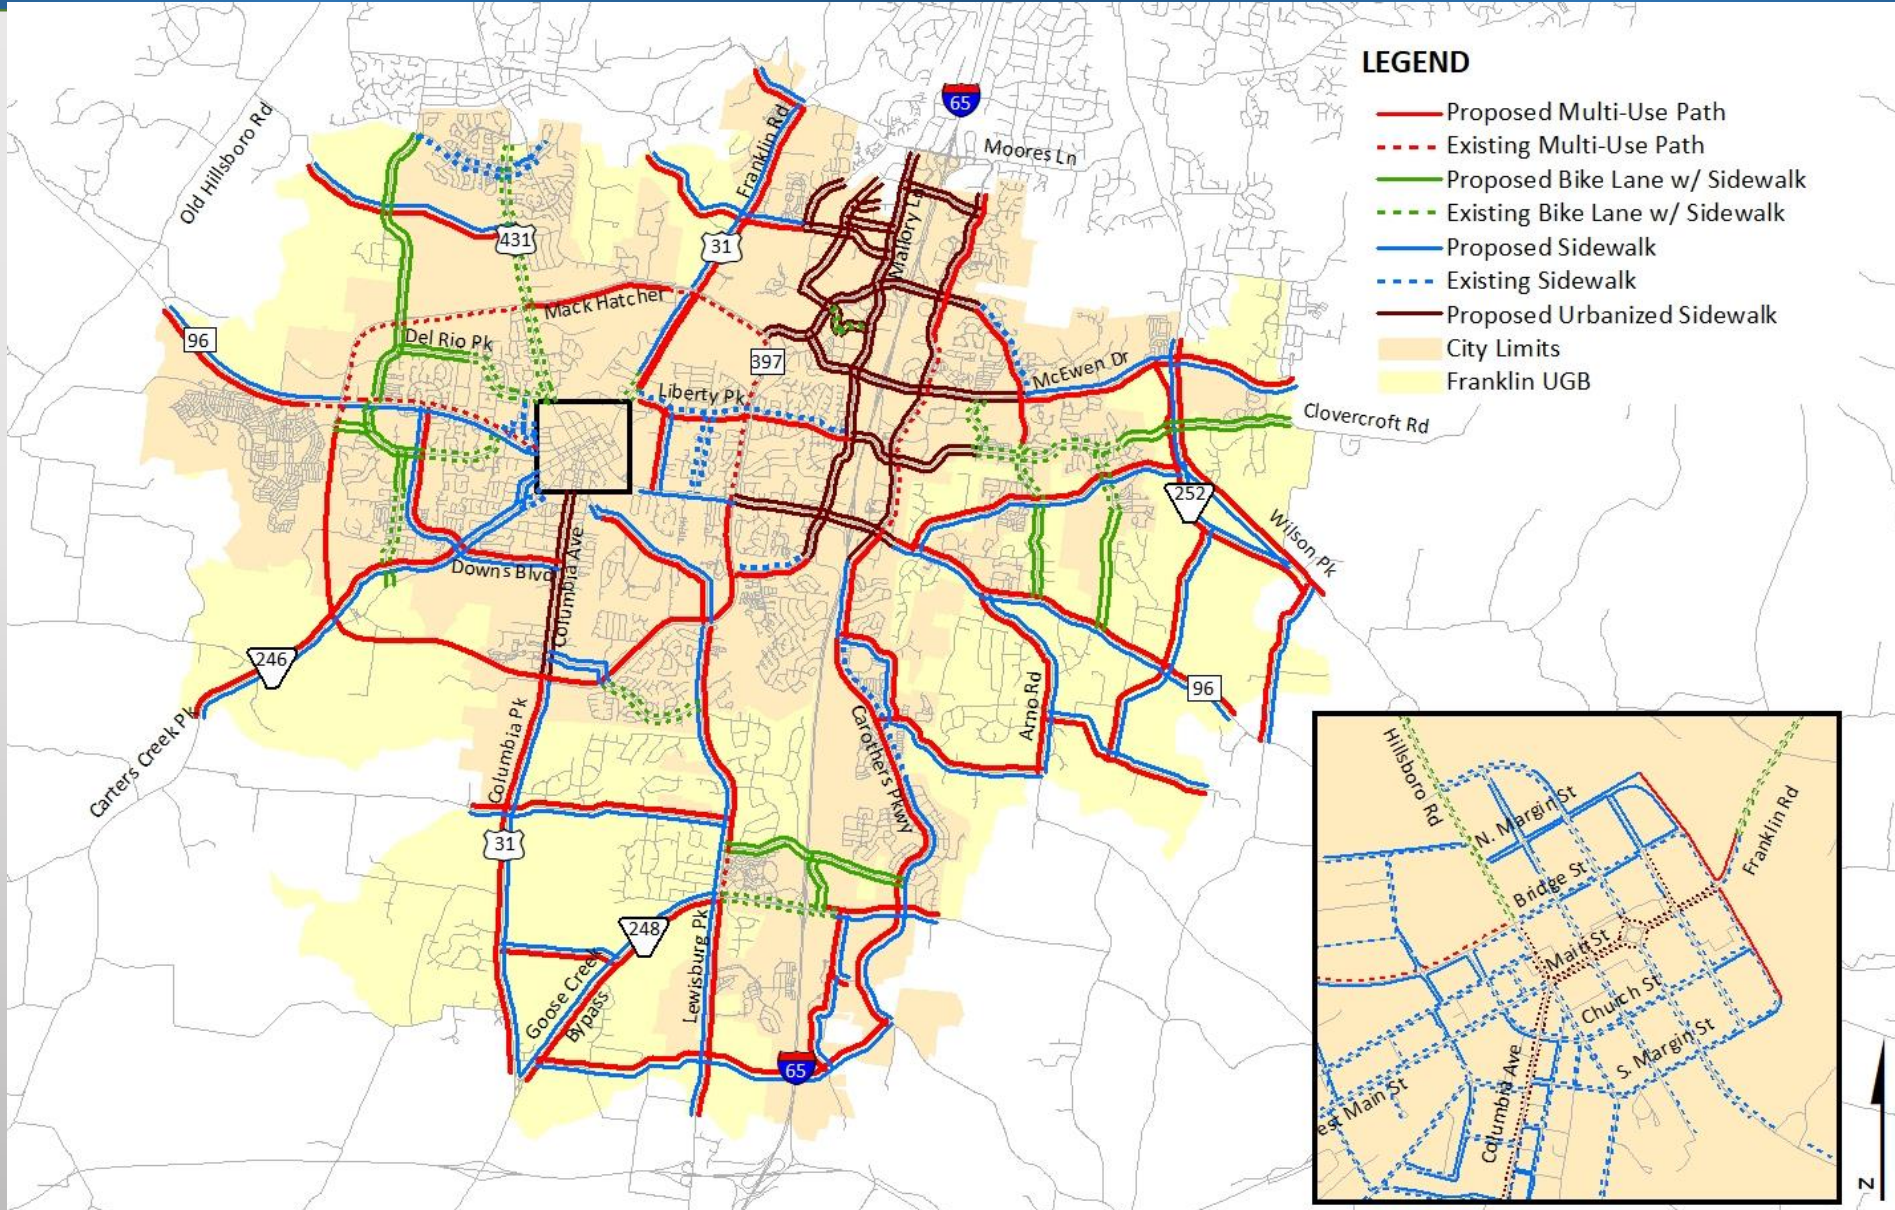 LEGEND
Proposed Multi-Use Path
Existing Multi-Use Path
Proposed Bike Lane w/ Sidewalk
Existing Bike Lane w/ Sidewalk
Proposed Sidewalk
Existing Sidewalk
Proposed Urbanized Sidewalk
City Limits
Franklin UGB
65
Moores Ln
Franklin Rd
Old Hillsboro Rd
431
31
Mallory Ln
Mack Hatcher
96
Del Rio Pk
397
McEwen Dr
Liberty Pk
Clovercroft Rd
252
Wilson Pk
Downs Blvd
Columbia Ave
246
Arno Rd
96
Carters Creek Pk
Columbia Pk
Carothers Pkwy
31
248
Goose Creek
Bypass
Lewisburg Pk
65
Hillsboro Rd
N. Margin St
Franklin Rd
Bridge St
Main St
Church St
S. Margin St
Columbia Ave
est Main St
N